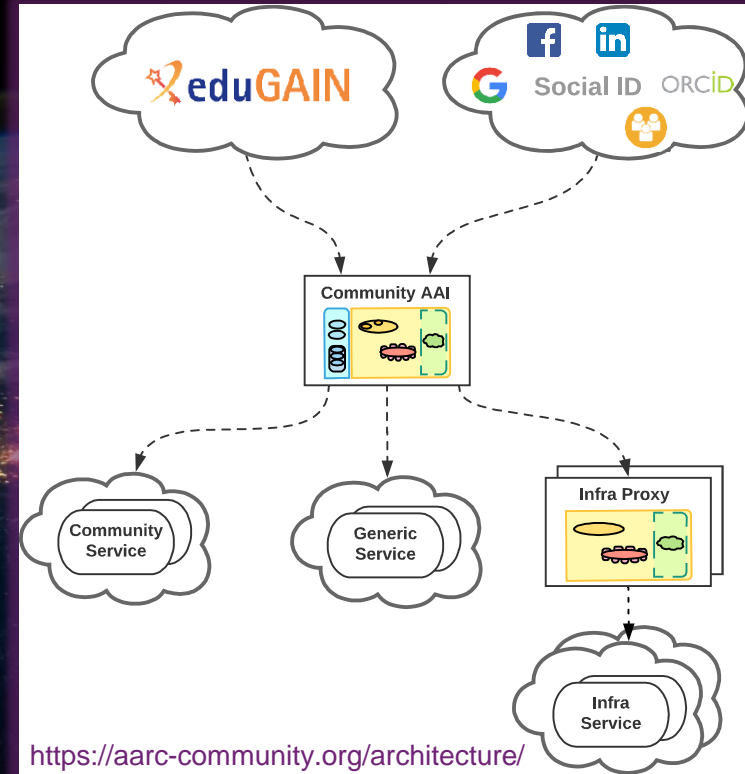 eduGAIN
Social ID
ORCID
Community AAI
Infra Proxy
Community
Service
Generic
Service
Infra
Service
https://aarc-community.org/architecture/